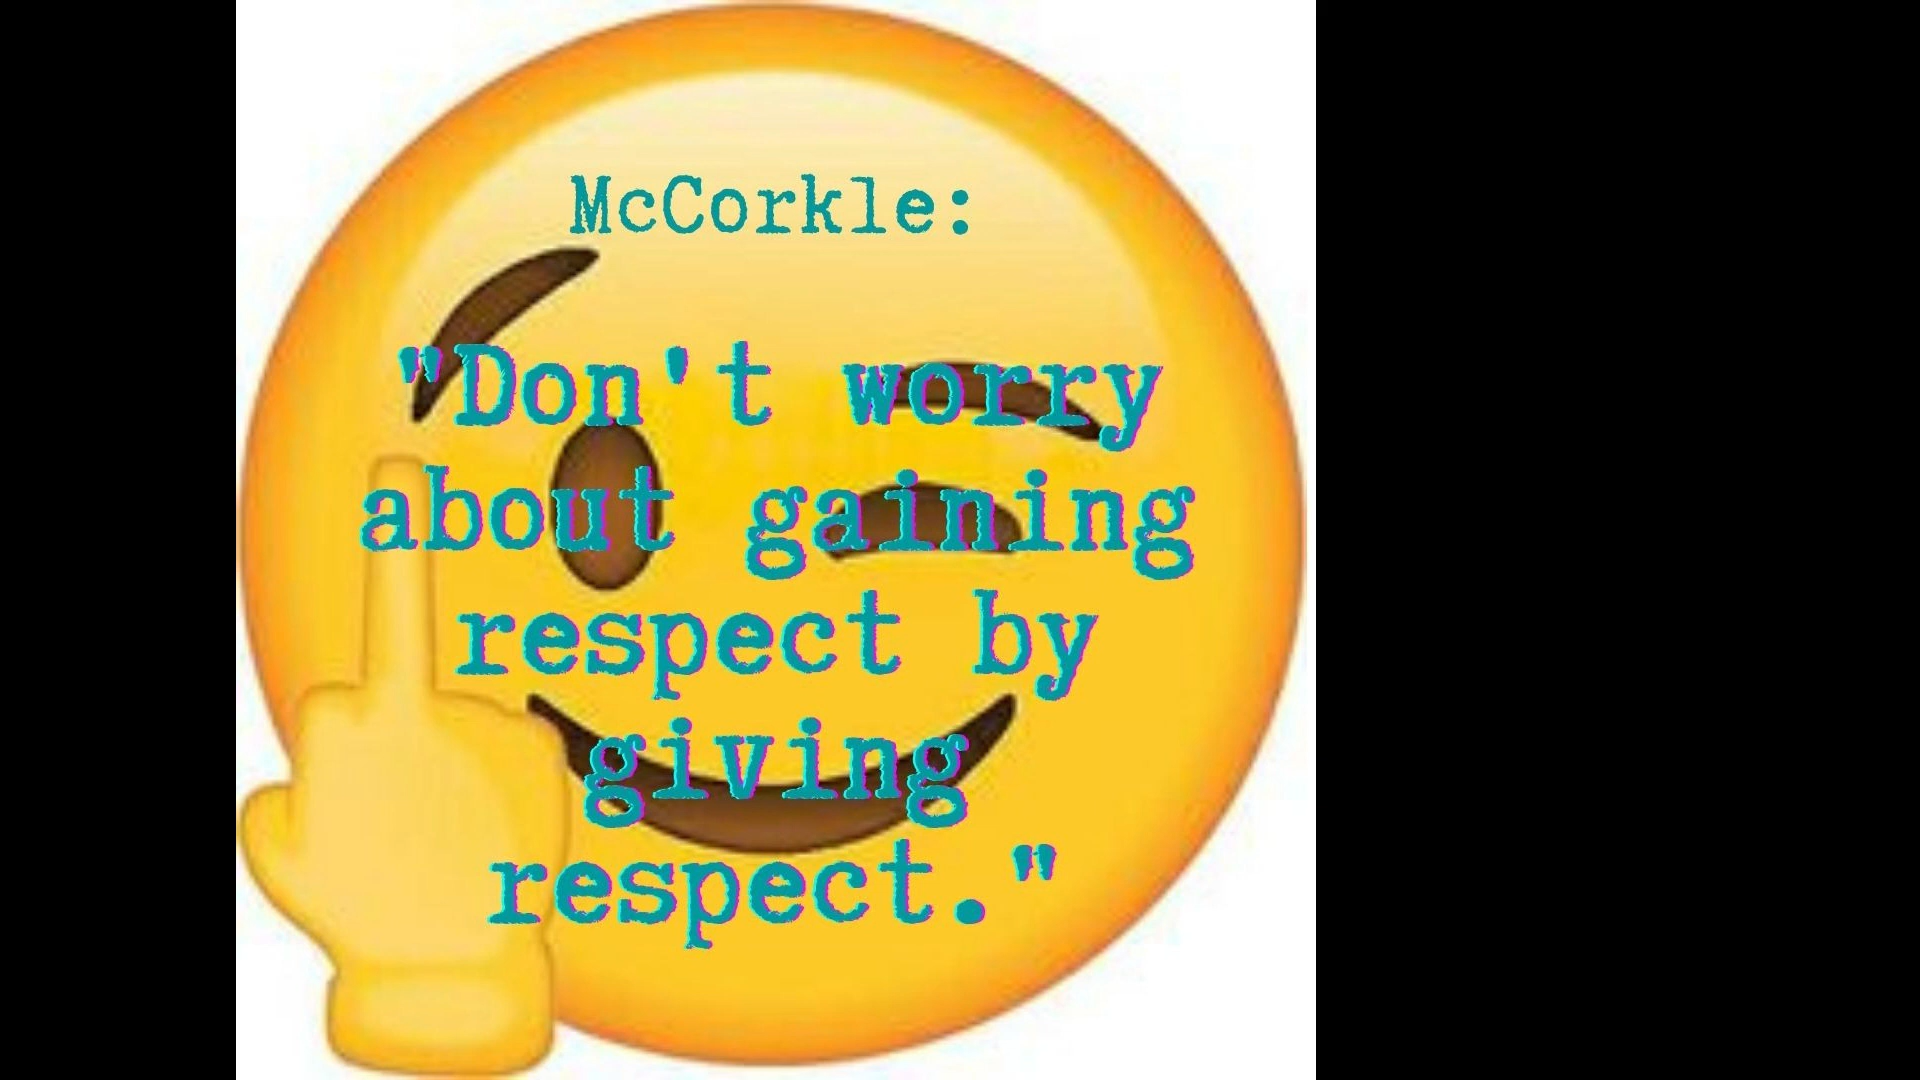 McCorkle:
"Don't worry
about gaining
respect by
giving
respect."